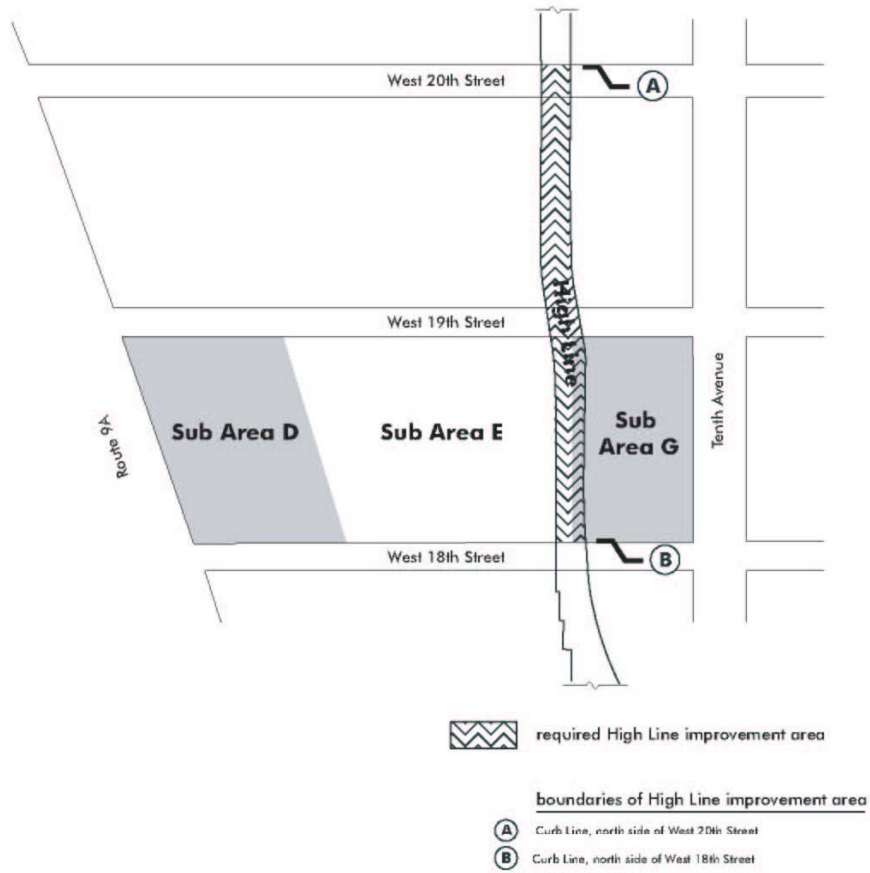 West 20th Street
A
High Line
West 19th Street
Route 9A
Sub Area D
Sub Area E
Sub
Area G
Tenth Avenue
West 18th Street
B
required High Line improvement area
boundaries of High Line improvement area
A Curb Line, north side of West 20th Street
B Curb Line, north side of West 18th Street